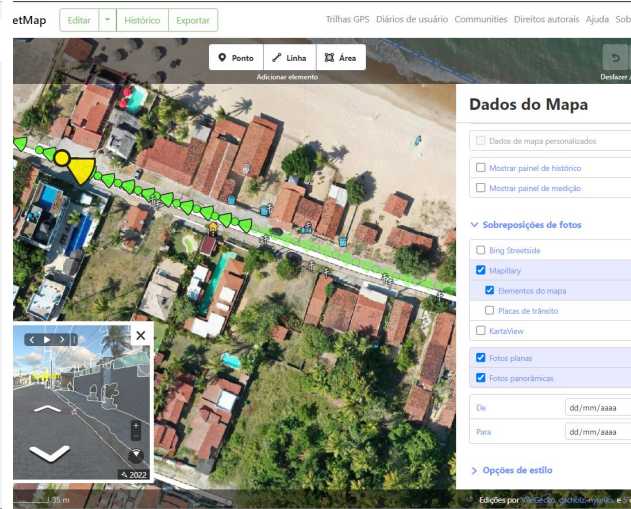 etMap Editar Histórico Exportar Trilhas GPS Diários de usuário Communities Direitos autorais Ajuda Sob
Ponto Linha Área
Adicionar elemento
Desfazer /
Dados do Mapa
Dados de mapa personalizados
Mostrar painel de histórico
Mostrar painel de medição
Sobreposições de fotos
Bing Streetside
Mapillary
Elementos do mapa
Placas de trânsito
KartaView
Fotos planas
Fotos panorâmicas
De dd/mm/aaaa
Para dd/mm/aaaa
Opções de estilo
2022
35 m
Edições por